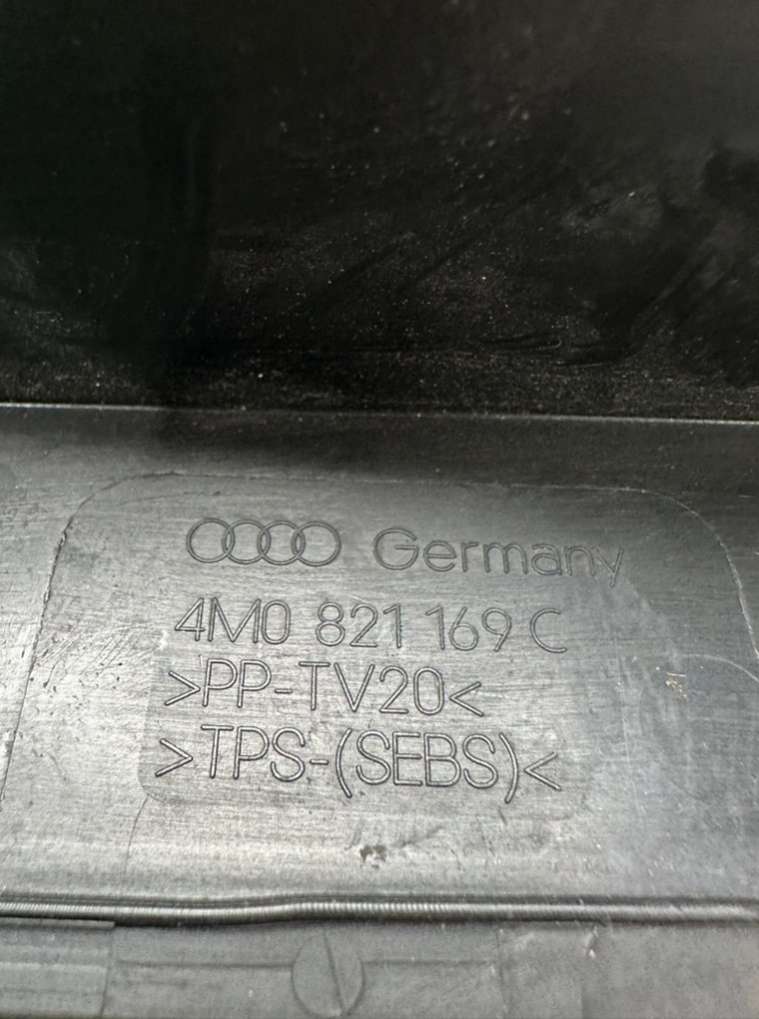 Germany
4M0 821 169 C
>PP-TV20<
>TPS-(SEBS)<